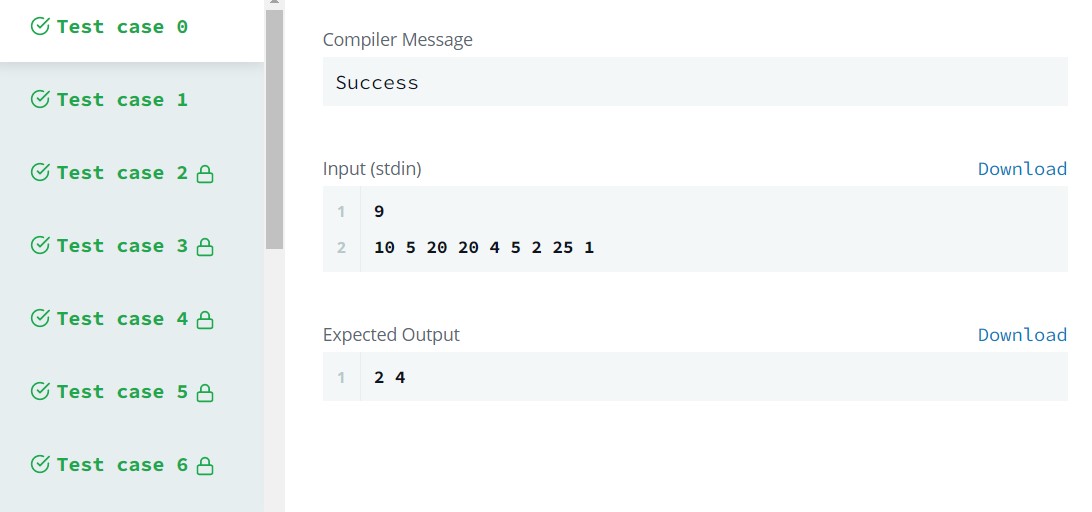 Test case 0
Test case 1
Test case 2
Test case 3
Test case 4
Test case 5
Test case 6
Compiler Message
Success
Input (stdin)
Download
1 9
2 10 5 20 20 4 5 2 25 1
Expected Output
Download
1 2 4